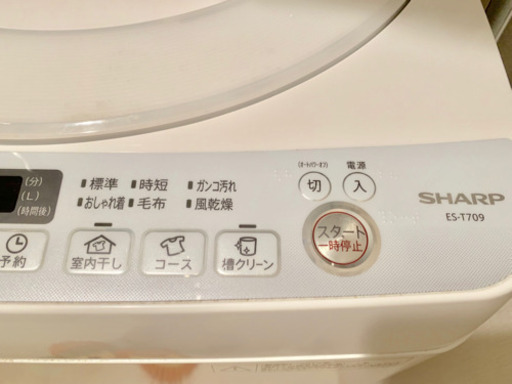 (オートパワーオフ) 電源
切 入
SHARP
ES-T709
(分)
(L)
(時間後)
標準 時短 ガンコ汚れ
おしゃれ着 毛布 風乾燥
スタート
一時停止
予約
室内干し
コース
槽クリーン